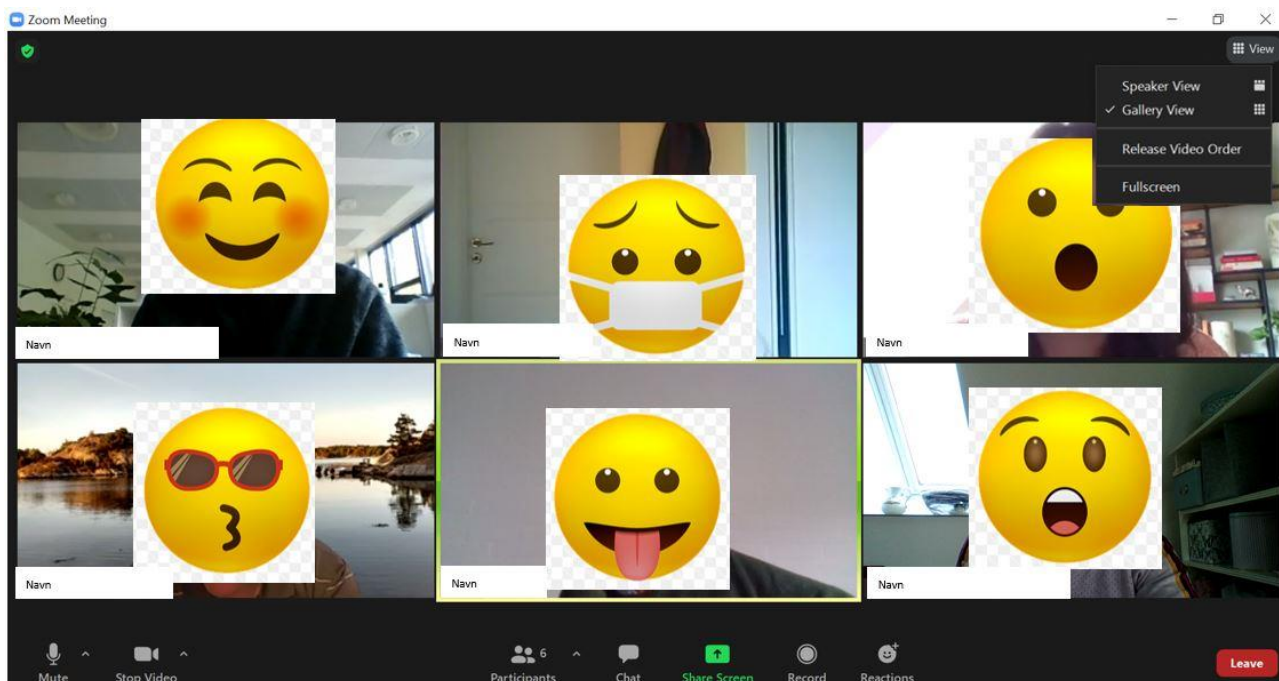 Zoom Meeting
View
Speaker View
✓ Gallery View
Release Video Order
Fullscreen
Navn
Navn
Navn
Navn
Navn
Navn
Mute
Stop Video
Participants
6
Chat
Share Screen
Record
Reactions
Leave